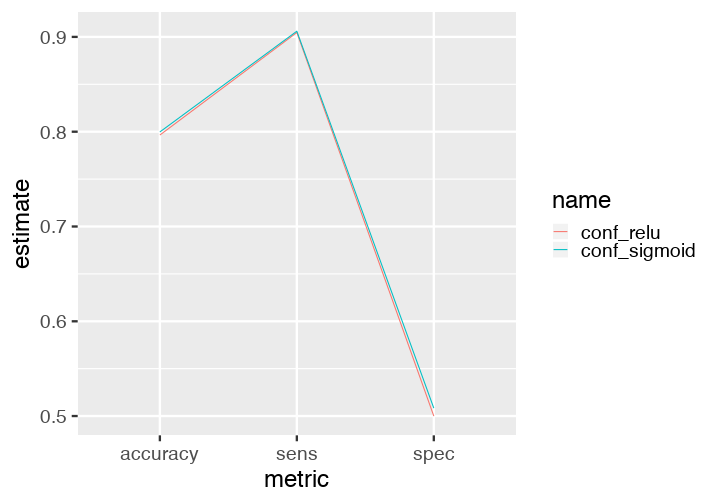 0.9
0.8
0.7
0.6
0.5
estimate
accuracy sens spec
metric
name
conf_relu
conf_sigmoid